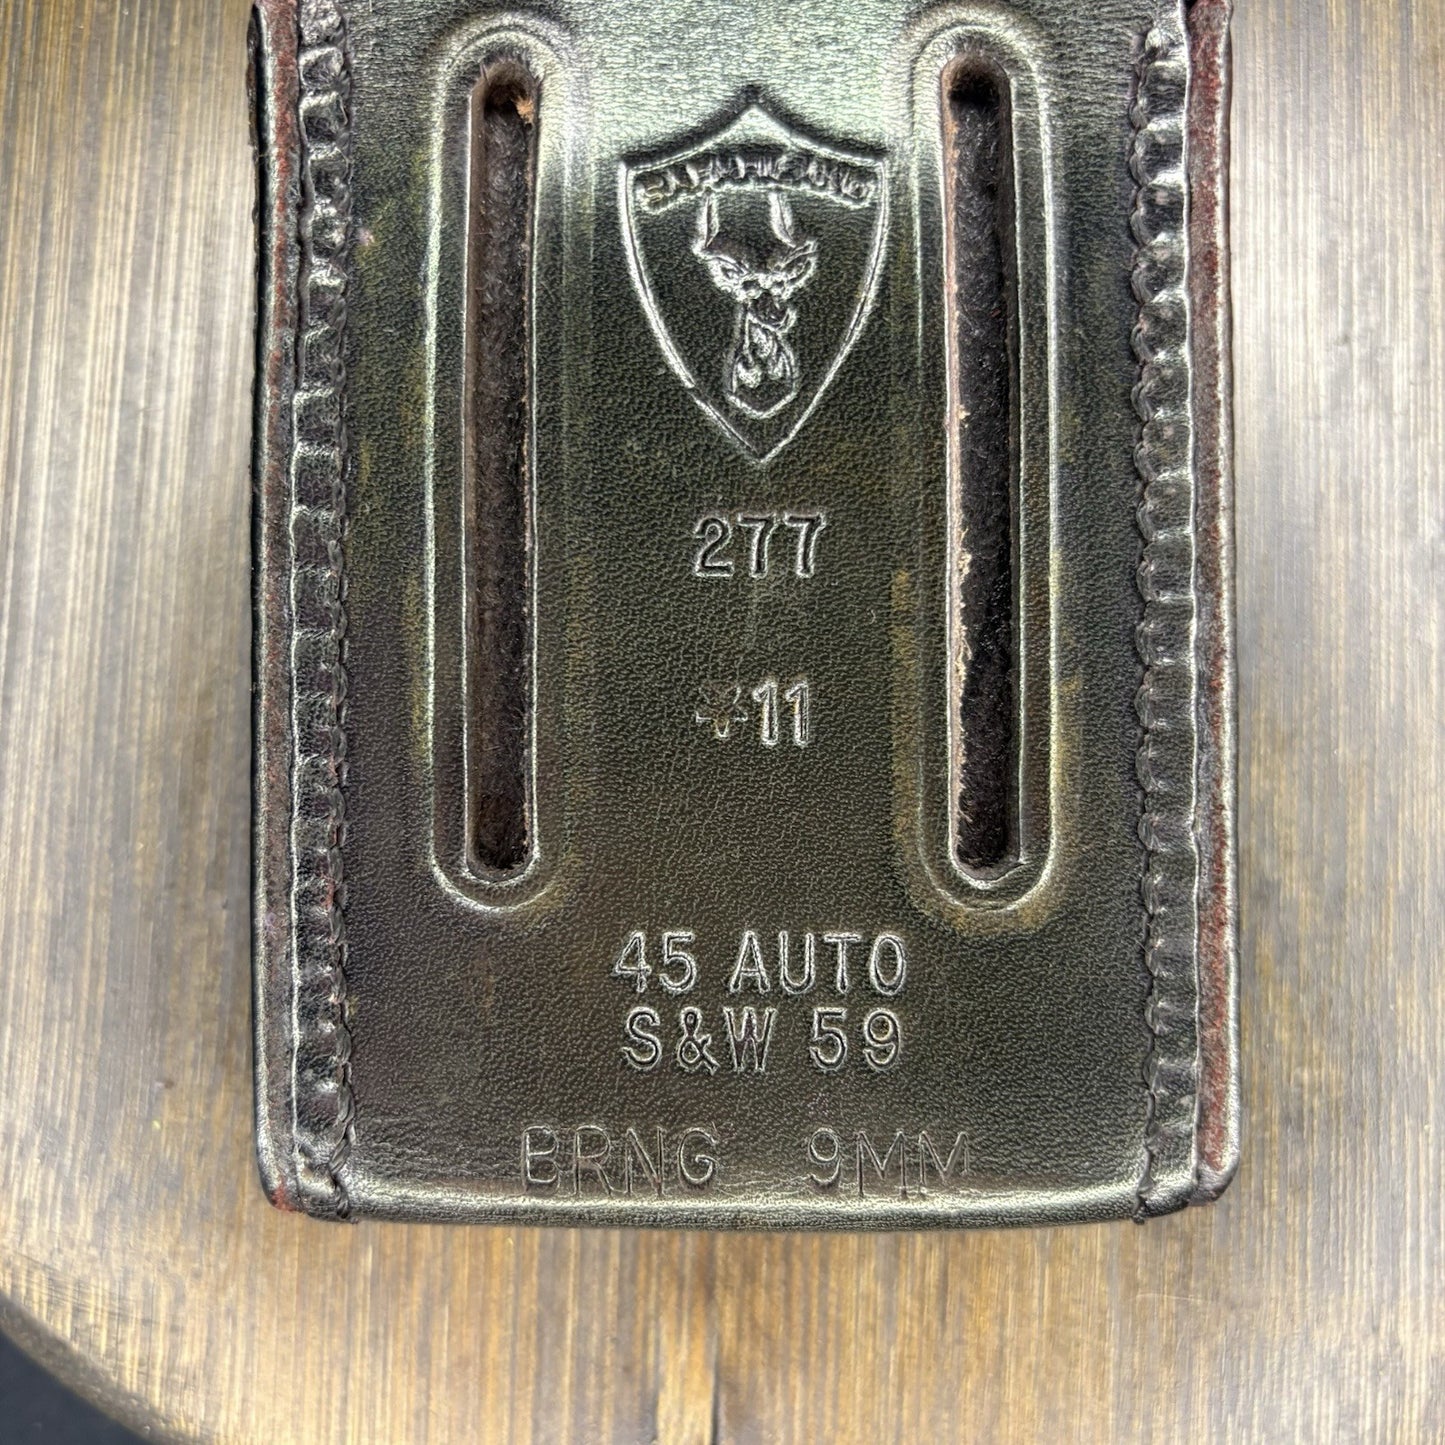 277
11
45 AUTO
S&W 59
BRNG 9MM